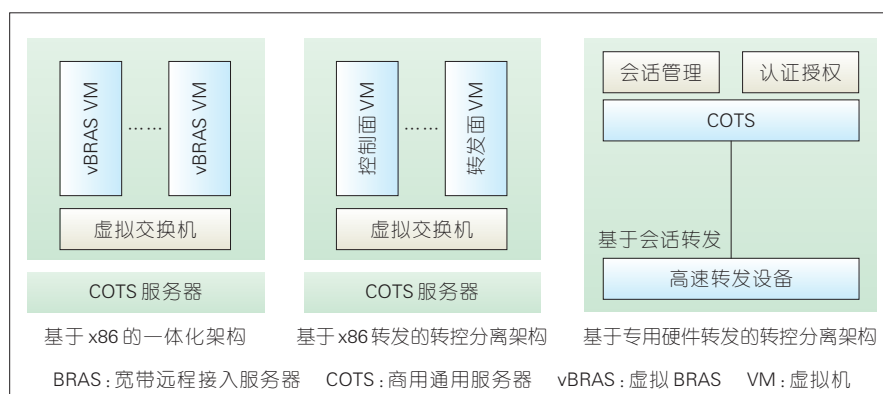 vBRAS VM
……
vBRAS VM
虚拟交换机
COTS 服务器
基于 x86 的一体化架构
控制面 VM
……
转发面 VM
虚拟交换机
COTS 服务器
基于 x86 转发的转控分离架构
会话管理
认证授权
COTS
基于会话转发
高速转发设备
基于专用硬件转发的转控分离架构
BRAS：宽带远程接入服务器 COTS：商用通用服务器 vBRAS：虚拟 BRAS VM：虚拟机